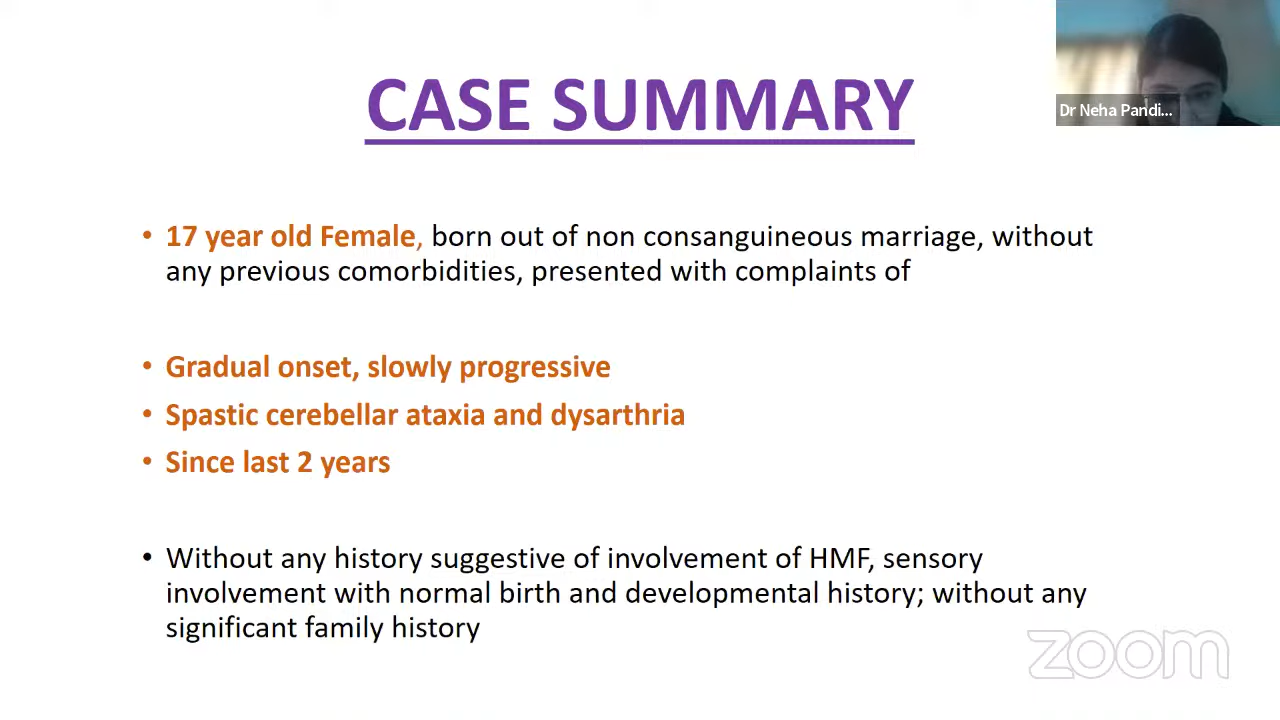 CASE SUMMARY
Dr Neha Pandi...
• 17 year old Female, born out of non consanguineous marriage, without
any previous comorbidities, presented with complaints of
• Gradual onset, slowly progressive
• Spastic cerebellar ataxia and dysarthria
• Since last 2 years
• Without any history suggestive of involvement of HMF, sensory
involvement with normal birth and developmental history; without any
significant family history
zoom